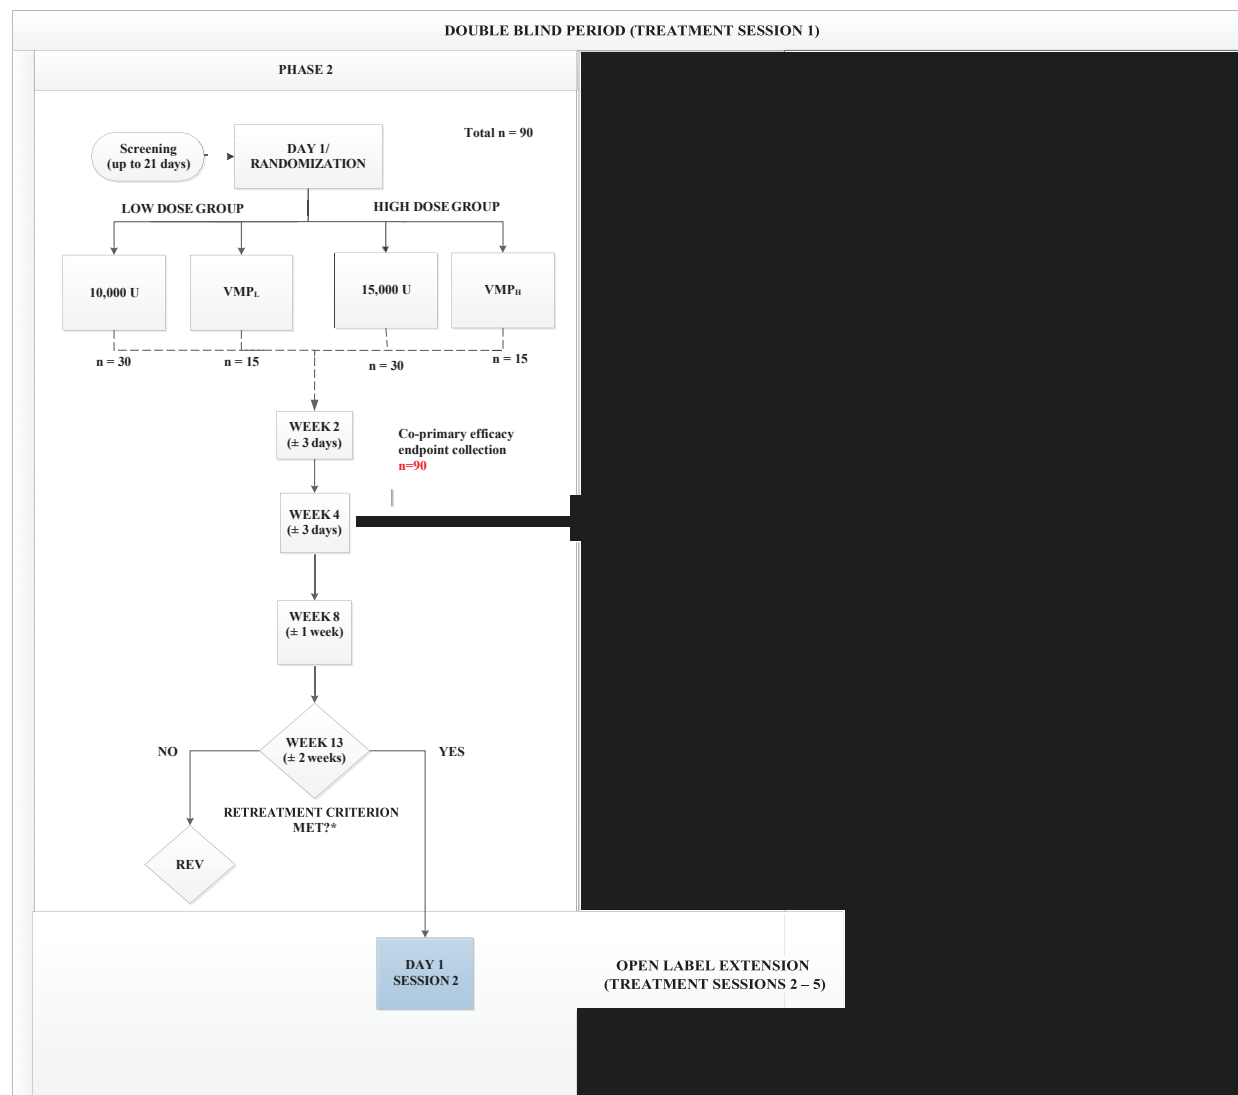 DOUBLE BLIND PERIOD (TREATMENT SESSION 1)
PHASE 2
Total n = 90
Screening
(up to 21 days)
DAY 1/
RANDOMIZATION
LOW DOSE GROUP
HIGH DOSE GROUP
10,000 U
VMPL
15,000 U
VMPH
n = 30
n = 15
n = 30
n = 15
WEEK 2
(± 3 days)
Co-primary efficacy
endpoint collection
n=90
WEEK 4
(± 3 days)
WEEK 8
(± 1 week)
WEEK 13
(± 2 weeks)
NO
YES
RETREATMENT CRITERION
MET?*
REV
DAY 1
SESSION 2
OPEN LABEL EXTENSION
(TREATMENT SESSIONS 2 – 5)